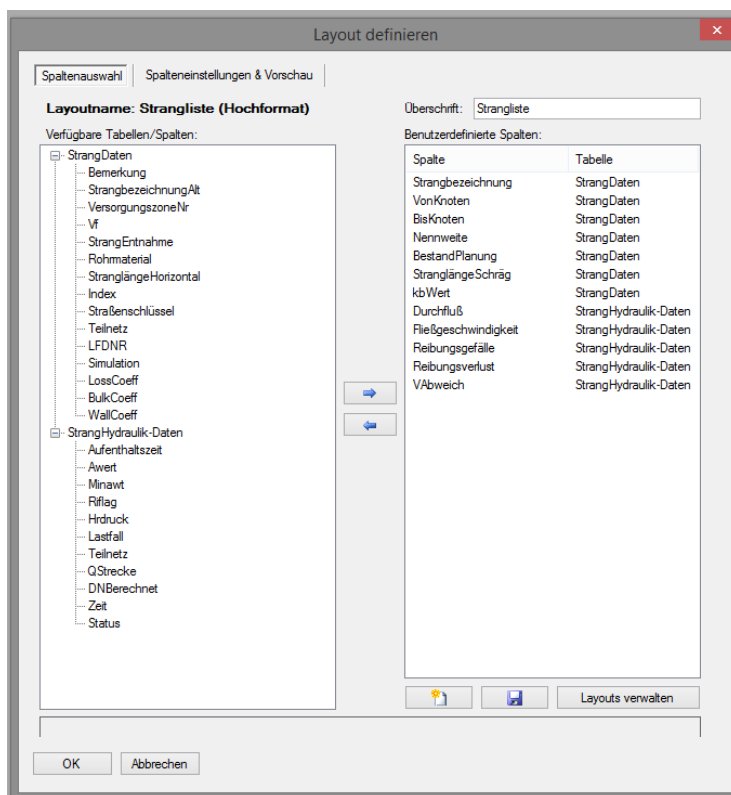 Layout definieren
Spaltenauswahl
Spalteneinstellungen & Vorschau
Layoutname: Strangliste (Hochformat)
Überschrift: Strangliste
Verfügbare Tabellen/Spalten:
StrangDaten
Bemerkung
StrangbezeichnungAlt
VersorgungszoneNr
Vf
StrangEntnahme
Rohrmaterial
StranglängeHorizontal
Index
Straßenschlüssel
Teilnetz
LFDNR
Simulation
LossCoeff
BulkCoeff
WallCoeff
StrangHydraulik-Daten
Aufenthaltszeit
Awert
Minawt
Riflag
Hrdruck
Lastfall
Teilnetz
QStrecke
DNBerechnet
Zeit
Status
Benutzerdefinierte Spalten:
Spalte Tabelle
Strangbezeichnung StrangDaten
VonKnoten StrangDaten
BisKnoten StrangDaten
Nennweite StrangDaten
BestandPlanung StrangDaten
StranglängeSchräg StrangDaten
kbWert StrangDaten
Durchfluß StrangHydraulik-Daten
Fließgeschwindigkeit StrangHydraulik-Daten
Reibungsgefälle StrangHydraulik-Daten
Reibungsverlust StrangHydraulik-Daten
VAbweich StrangHydraulik-Daten
Layouts verwalten
OK
Abbrechen